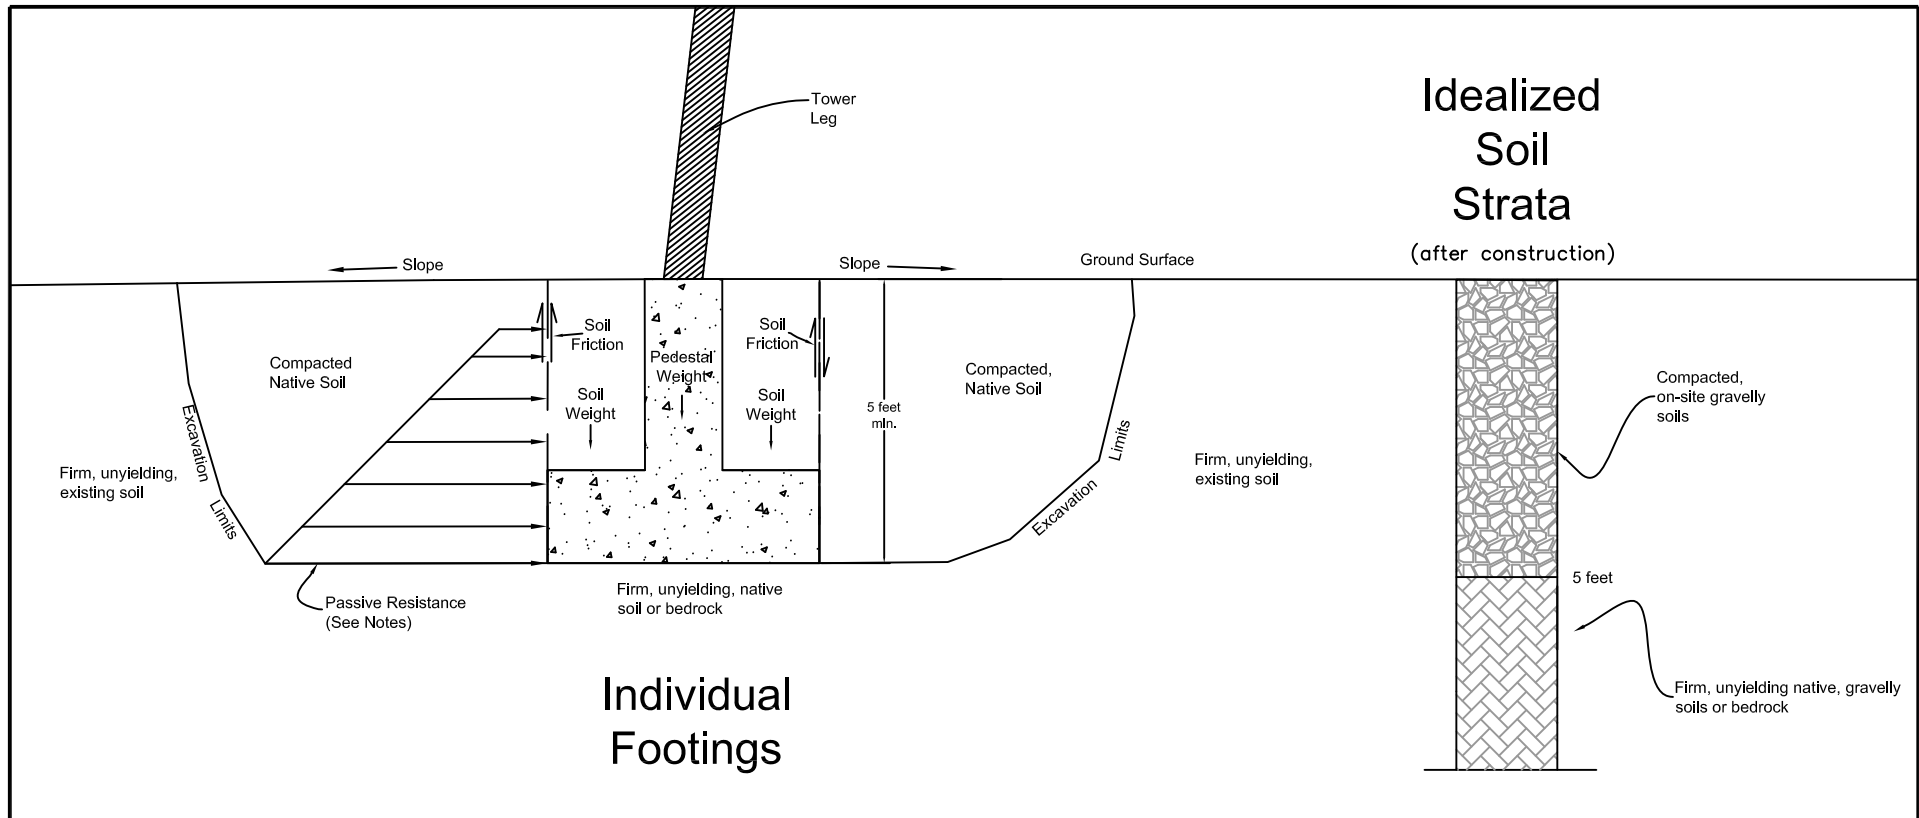 Tower
Leg
Idealized
Soil
Strata
(after construction)
Slope
Slope
Ground Surface
Soil
Friction
Soil
Friction
Compacted
Native Soil
Pedestal
Weight
Compacted,
Native Soil
Soil
Weight
Soil
Weight
5 feet
min.
Compacted,
on-site gravelly
soils
Excavation
Limits
Limits
Excavation
Firm, unyielding,
existing soil
Firm, unyielding,
existing soil
5 feet
Passive Resistance
(See Notes)
Firm, unyielding, native
soil or bedrock
Firm, unyielding native, gravelly
soils or bedrock
Individual
Footings